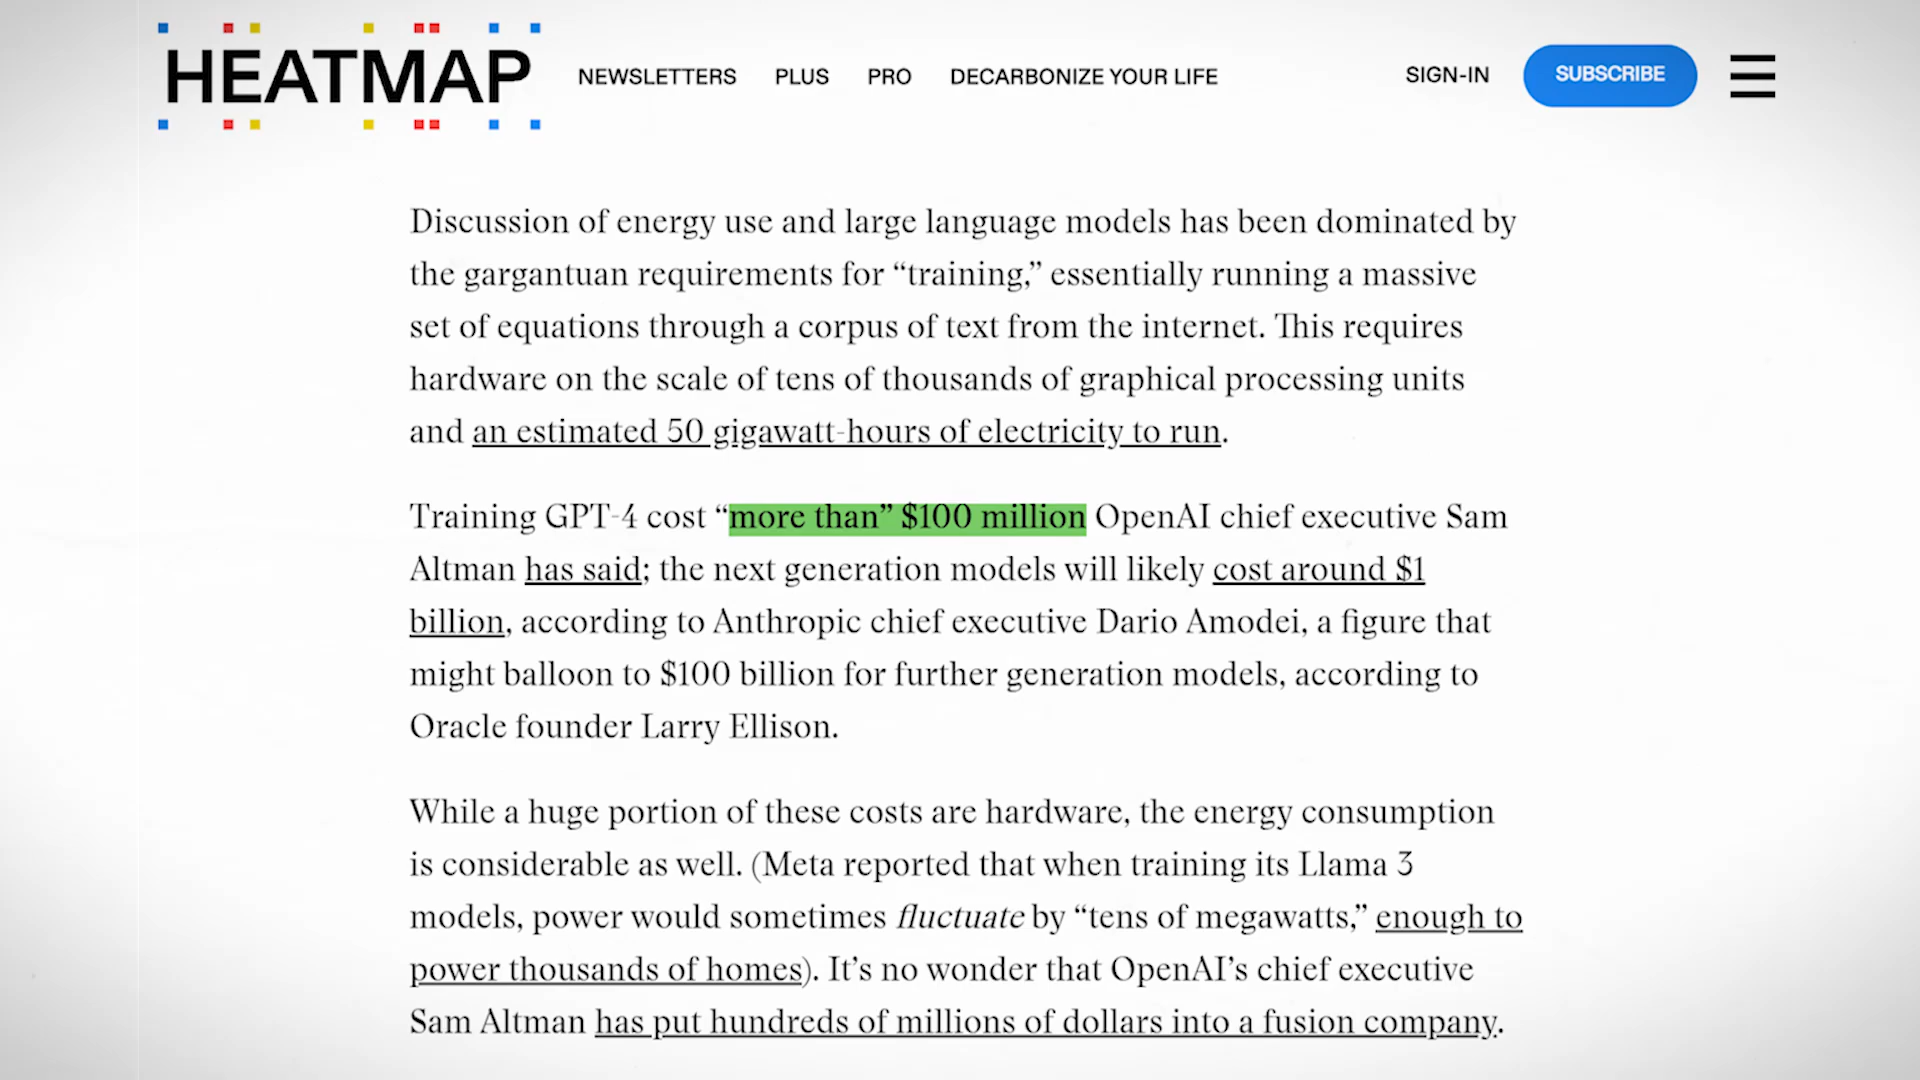 HEATMAP
NEWSLETTERS PLUS PRO DECARBONIZE YOUR LIFE SIGN-IN SUBSCRIBE
Discussion of energy use and large language models has been dominated by
the gargantuan requirements for “training,” essentially running a massive
set of equations through a corpus of text from the internet. This requires
hardware on the scale of tens of thousands of graphical processing units
and an estimated 50 gigawatt-hours of electricity to run.
Training GPT-4 cost “more than” $100 million OpenAI chief executive Sam
Altman has said; the next generation models will likely cost around $1
billion, according to Anthropic chief executive Dario Amodei, a figure that
might balloon to $100 billion for further generation models, according to
Oracle founder Larry Ellison.
While a huge portion of these costs are hardware, the energy consumption
is considerable as well. (Meta reported that when training its Llama 3
models, power would sometimes fluctuate by “tens of megawatts,” enough to
power thousands of homes). It’s no wonder that OpenAI’s chief executive
Sam Altman has put hundreds of millions of dollars into a fusion company.